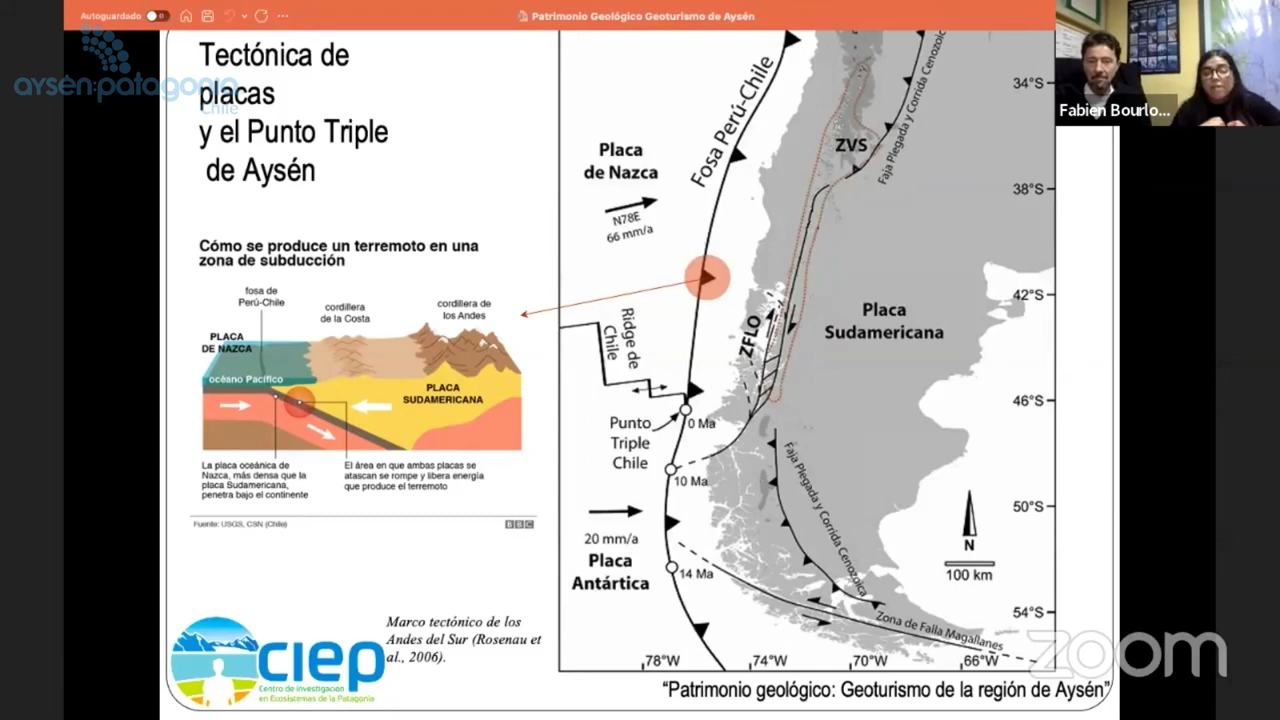 Autoguardado
Patrimonio Geológico Geoturismo de Aysén
aysén:patagonia
Chile
Tectónica de
placas
y el Punto Triple
de Aysén
Cómo se produce un terremoto en una
zona de subducción
fosa de
Perú-Chile
cordillera
de la Costa
cordillera de
los Andes
PLACA
DE NAZCA
océano Pacífico
PLACA
SUDAMERICANA
La placa oceánica de
Nazca, más densa que la
placa Sudamericana,
penetra bajo el continente
El área en que ambas placas se
atascan se rompe y libera energía
que produce el terremoto
Fuente: USGS, CSN (Chile)
BBC
ciep
Centro de investigación
en Ecosistemas de la Patagonia
Marco tectónico de los
Andes del Sur (Rosenau et
al., 2006).
Placa
de Nazca
N78E
66 mm/a
Fosa Perú-Chile
Ridge de
Chile
Punto
Triple
Chile
0 Ma
10 Ma
14 Ma
20 mm/a
Placa
Antártica
ZVS
ZFLO
Faja Plegada y Corrida Cenozoica
Placa
Sudamericana
Faja Plegada y Corrida Cenozoica
Zona de Falla Magallanes
N
100 km
34°S
38°S
42°S
46°S
50°S
54°S
78°W
74°W
70°W
66°W
Fabien Bourlo...
zoom
“Patrimonio geológico: Geoturismo de la región de Aysén”